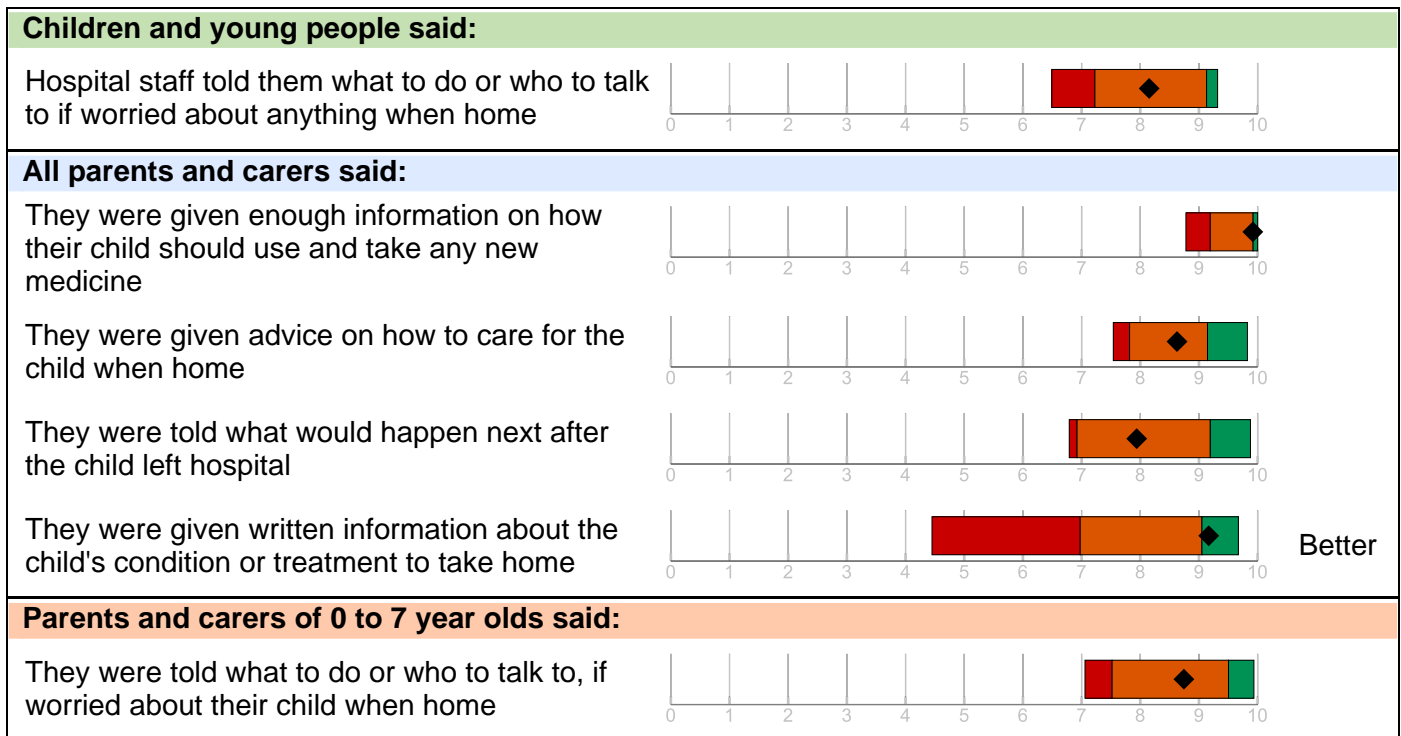 Children and young people said:
Hospital staff told them what to do or who to talk
to if worried about anything when home
0 1 2 3 4 5 6 7 8 9 10
All parents and carers said:
They were given enough information on how
their child should use and take any new
medicine
0 1 2 3 4 5 6 7 8 9 10
They were given advice on how to care for the
child when home
0 1 2 3 4 5 6 7 8 9 10
They were told what would happen next after
the child left hospital
0 1 2 3 4 5 6 7 8 9 10
They were given written information about the
child's condition or treatment to take home
0 1 2 3 4 5 6 7 8 9 10
Better
Parents and carers of 0 to 7 year olds said:
They were told what to do or who to talk to, if
worried about their child when home
0 1 2 3 4 5 6 7 8 9 10